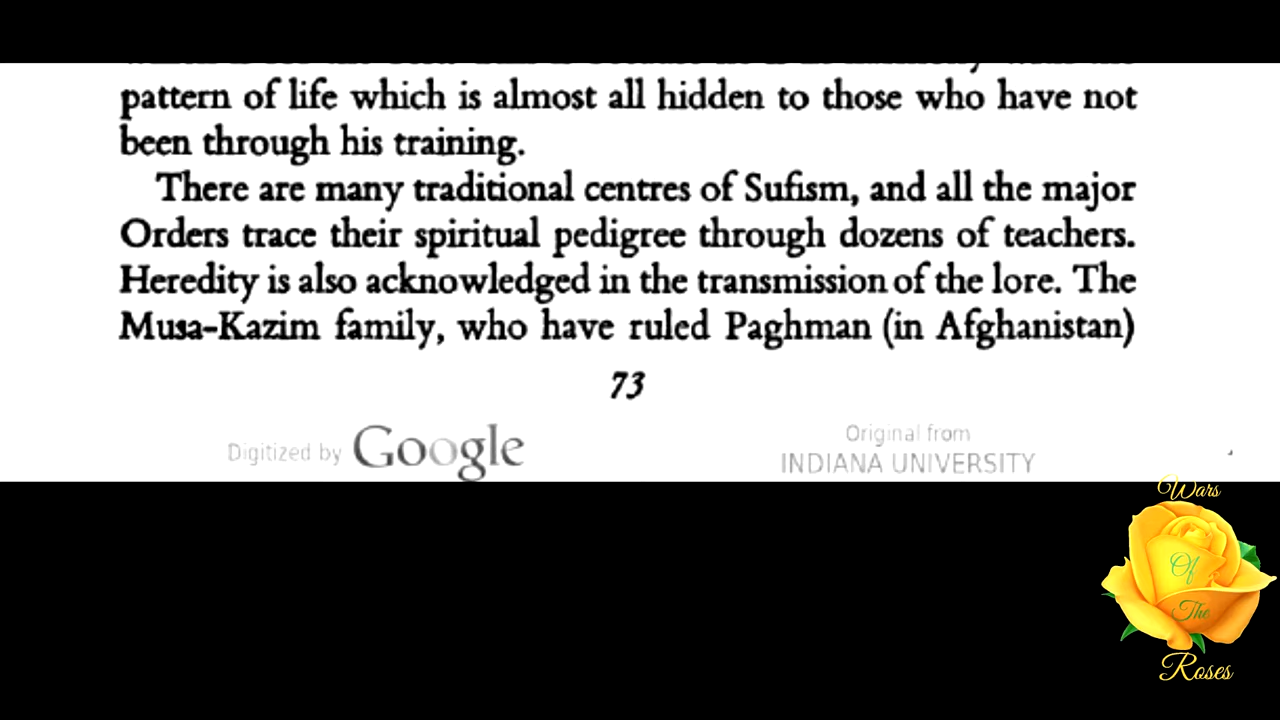 pattern of life which is almost all hidden to those who have not
been through his training.
There are many traditional centres of Sufism, and all the major
Orders trace their spiritual pedigree through dozens of teachers.
Heredity is also acknowledged in the transmission of the lore. The
Musa-Kazim family, who have ruled Paghman (in Afghanistan)
73
Digitized by Google
Original from
INDIANA UNIVERSITY
Wars
Of
The
Roses